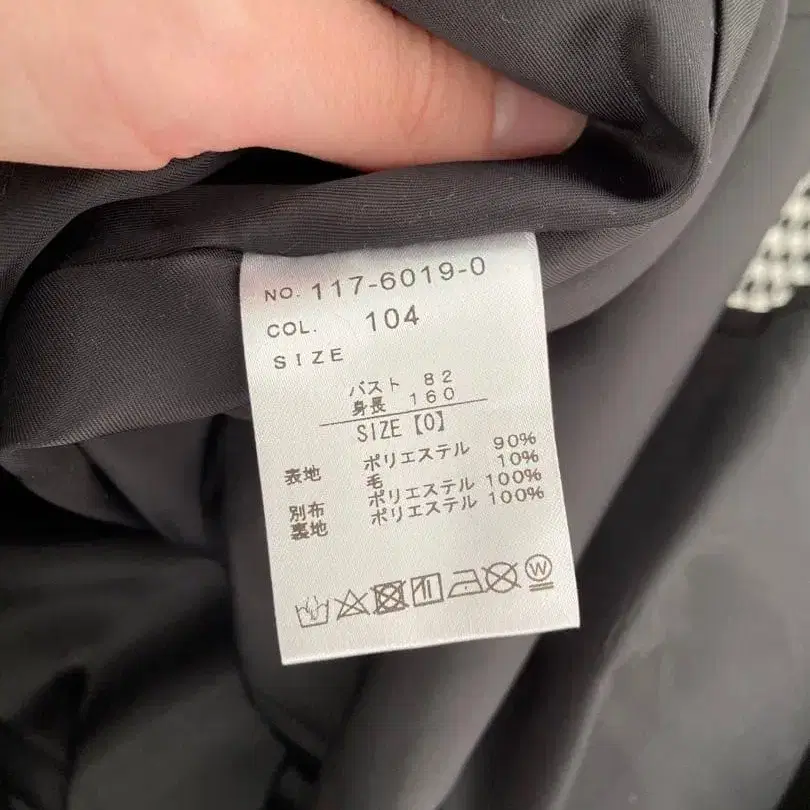 NO. 117-6019-0
COL. 104
SIZE
バスト 82
身長 160
SIZE【0】
表地 ポリエステル 90%
毛 10%
別布 ポリエステル 100%
裏地 ポリエステル 100%
W